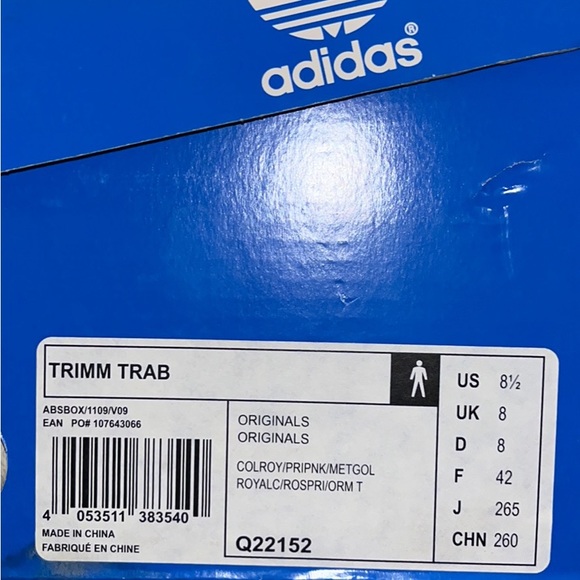 adidas®
TRIMM TRAB
ABSBOX/1109/V09
EAN PO# 107643066
4 053511 383540
MADE IN CHINA
FABRIQUÉ EN CHINE
ORIGINALS
ORIGINALS
COLROY/PRIPNK/METGOL
ROYALC/ROSPRI/ORM T
Q22152
US 8½
UK 8
D 8
F 42
J 265
CHN 260